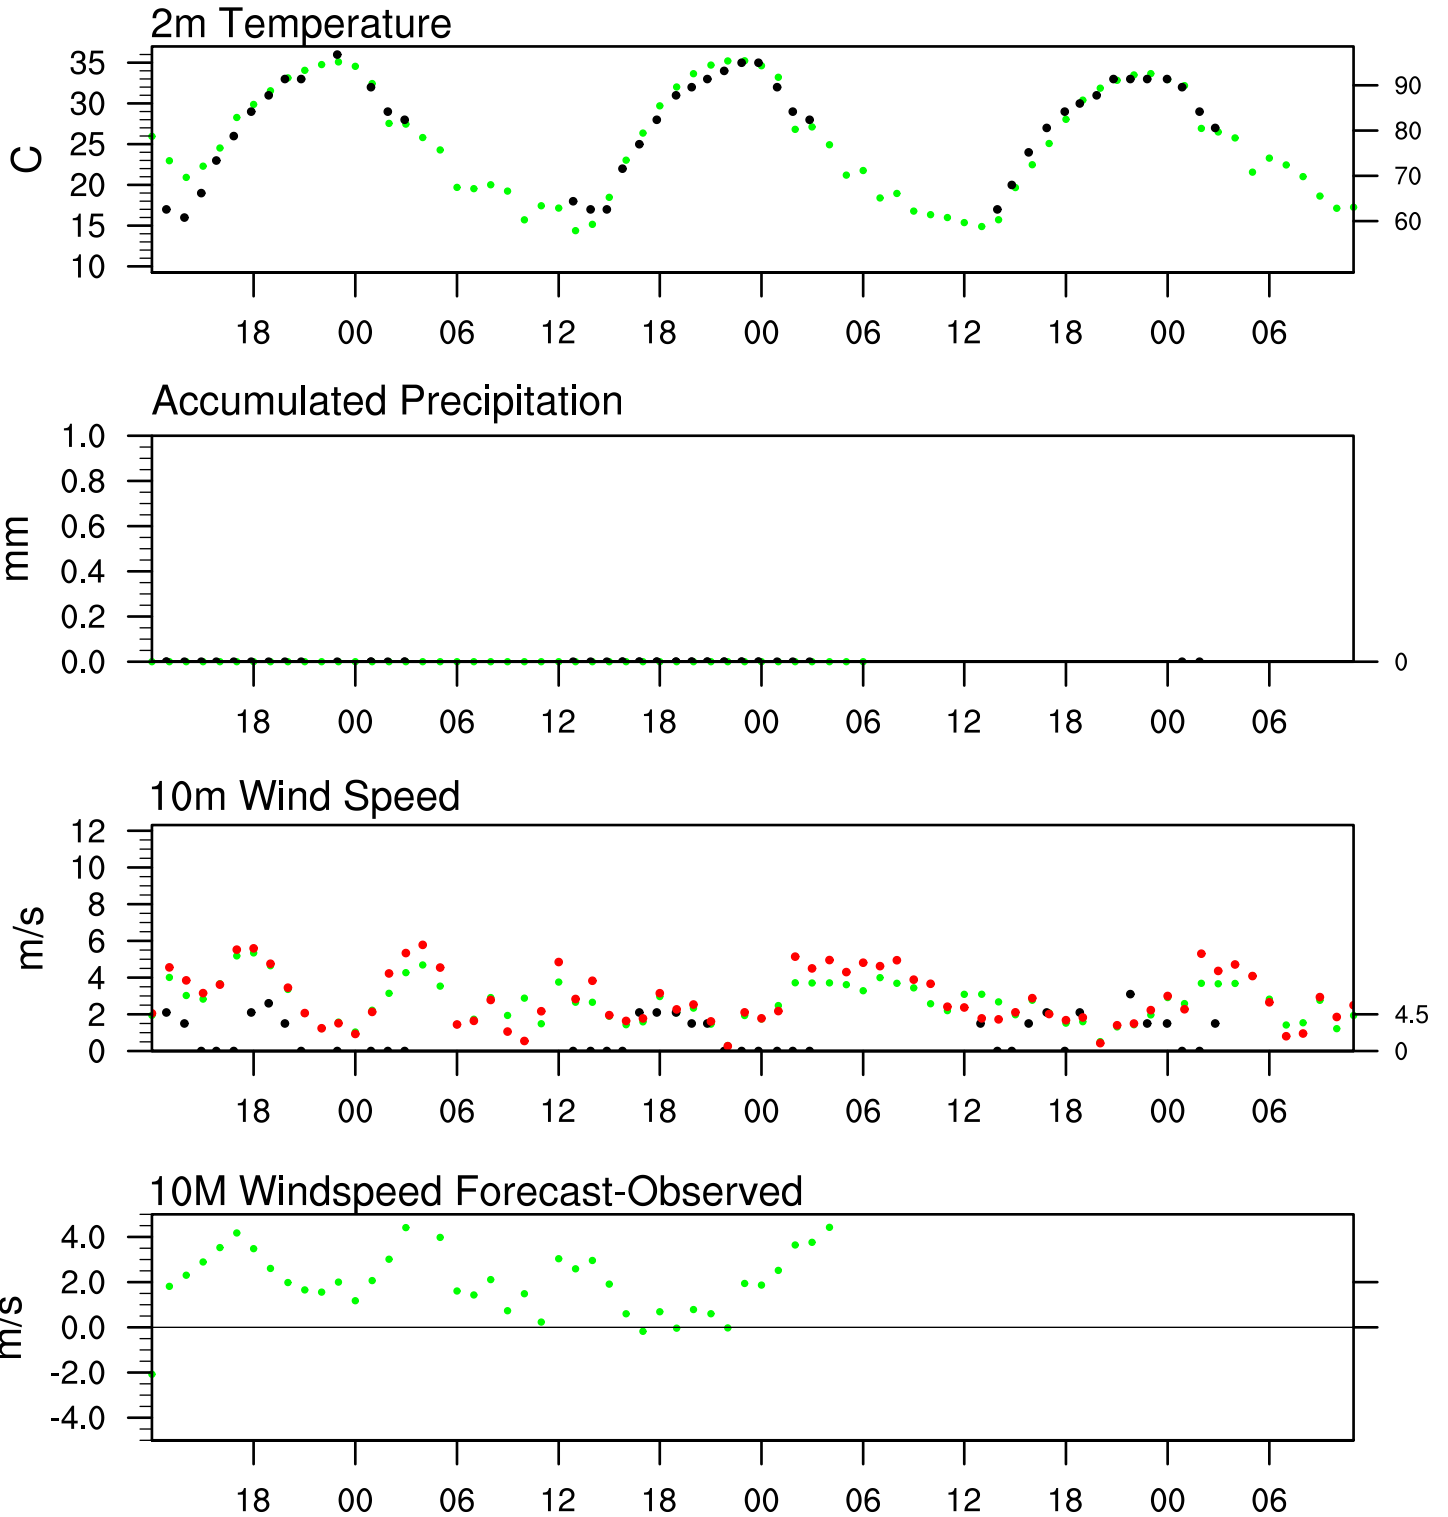 2m Temperature
35
30
25
20
15
10
C
90
80
70
60
18 00 06 12 18 00 06 12 18 00 06
Accumulated Precipitation
1.0
0.8
0.6
0.4
0.2
0.0
mm
0
18 00 06 12 18 00 06 12 18 00 06
10m Wind Speed
12
10
8
6
4
2
0
m/s
4.5
0
18 00 06 12 18 00 06 12 18 00 06
10M Windspeed Forecast-Observed
4.0
2.0
0.0
-2.0
-4.0
m/s
18 00 06 12 18 00 06 12 18 00 06